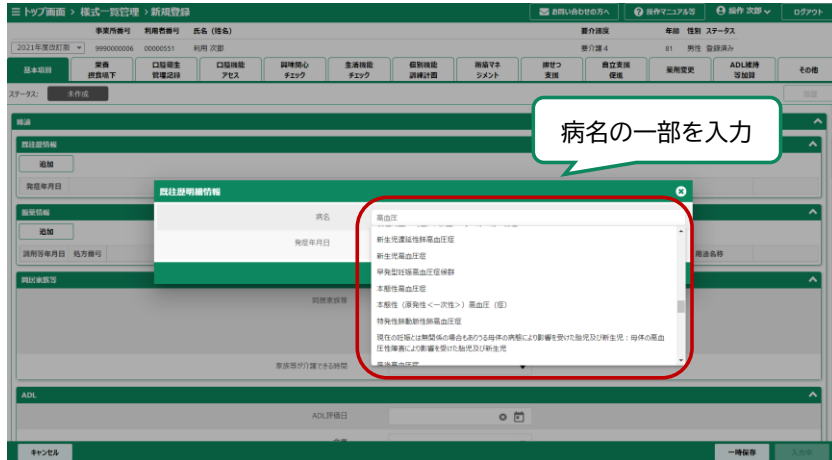 トップ画面 > 様式一覧管理 > 新規登録
お問い合わせの方へ
操作マニュアル等
操作 次郎
ログアウト
事業所番号 利用者番号 氏名 (姓名) 要介護度 年齢 性別 ステータス
2021年度改訂版 9990000006 00000551 利用 次郎 要介護4 81 男性 登録済み
基本項目
栄養
摂食嚥下
口腔衛生
管理記録
口腔機能
アセス
興味関心
チェック
生活機能
チェック
個別機能
訓練計画
褥瘡マネ
ジメント
排せつ
支援
自立支援
促進
薬剤変更
ADL維持
等加算
その他
ステータス: 未作成
履歴
総論
既往歴情報
追加
発症年月日
服薬情報
追加
調剤等年月日 処方番号 用法名称
同居家族等
同居家族等
家族等が介護できる時間
ADL
ADL評価日
キャンセル
一時保存
入力中
既往歴明細情報
病名 高血圧
発症年月日
新生児遷延性肺高血圧症
新生児高血圧症
早発型妊娠高血圧症候群
本態性高血圧症
本態性（原発性＜一次性＞）高血圧（症）
特発性肺動脈性肺高血圧症
現在の妊娠とは無関係の場合もありうる母体の病態により影響を受けた胎児及び新生児：母体の高血
圧性障害により影響を受けた胎児及び新生児
病名の一部を入力